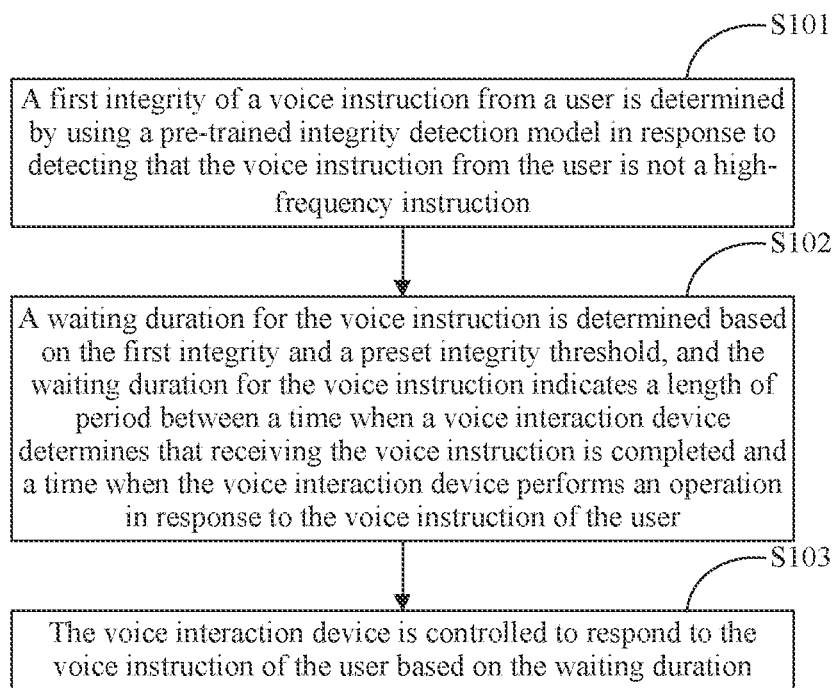 S101
A first integrity of a voice instruction from a user is determined
by using a pre-trained integrity detection model in response to
detecting that the voice instruction from the user is not a high-
frequency instruction
S102
A waiting duration for the voice instruction is determined based
on the first integrity and a preset integrity threshold, and the
waiting duration for the voice instruction indicates a length of
period between a time when a voice interaction device
determines that receiving the voice instruction is completed and
a time when the voice interaction device performs an operation
in response to the voice instruction of the user
S103
The voice interaction device is controlled to respond to the
voice instruction of the user based on the waiting duration